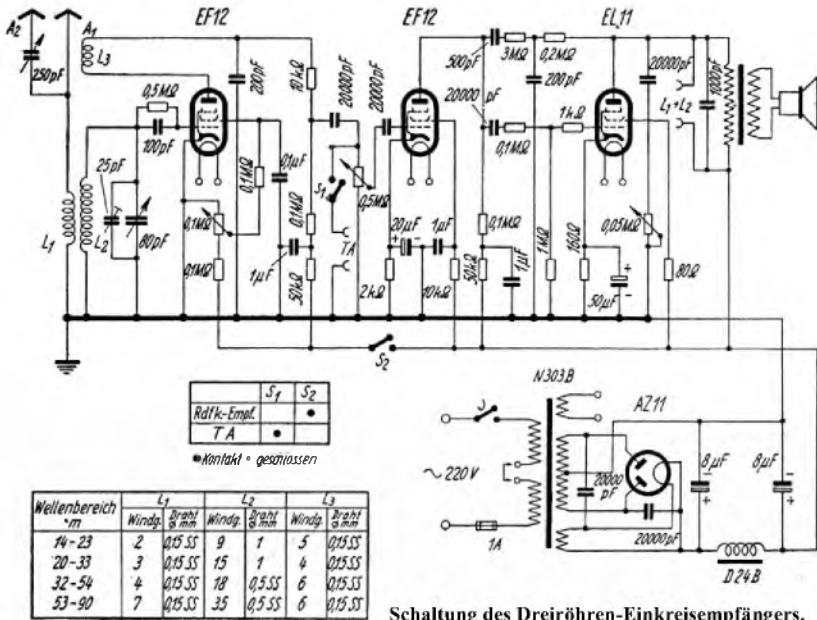 EF12
EF12
EL11
A₂
A₁
L₃
250pF
0,5MΩ
100pF
25pF
L₁
L₂
80pF
0,1MΩ
0,1MΩ
200pF
0,1MΩ
0,1µF
1µF
10kΩ
0,1MΩ
50kΩ
20000pF
S₁
TA
0,5MΩ
20000pF
20µF
+
-
2kΩ
1µF
10kΩ
500pF
3MΩ
0,2MΩ
20000 pF
200pF
0,1MΩ
1kΩ
0,1MΩ
50kΩ
1µF
1MΩ
160Ω
50µF
+
-
0,05MΩ
80Ω
20000pF
L₁+L₂
1000pF
S₂
S₁ S₂
Rdfk-Empf. ●
TA ●
● Kontakt = geschlossen
N303B
AZ11
~220V
1A
20000 pF
20000pF
8µF
-
+
8µF
-
+
D24B
Wellenbereich m L₁ L₂ L₃
Windg. Draht ø mm Windg. Draht ø mm Windg. Draht ø mm
14-23 2 0,15 SS 9 1 5 0,15 SS
20-33 3 0,15 SS 15 1 4 0,15 SS
32-54 4 0,15 SS 18 0,5 SS 6 0,15 SS
53-90 7 0,15 SS 35 0,5 SS 6 0,15 SS
Schaltung des Dreiröhren-Einkreisempfängers.